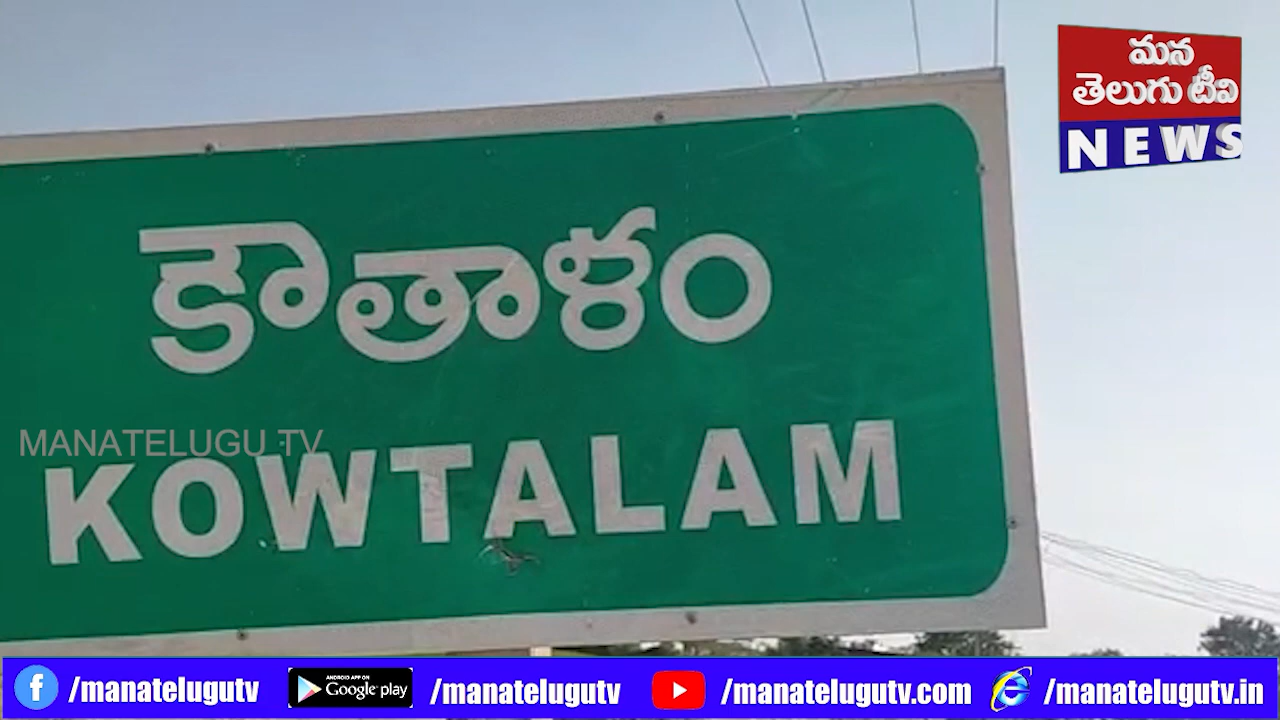 మన
తెలుగు టీవి
NEWS
కౌతాళం
MANATELUGU TV
KOWTALAM
/manatelugutv
ANDROID APP ON
Google play
/manatelugutv
/manatelugutv.com
/manatelugutv.in